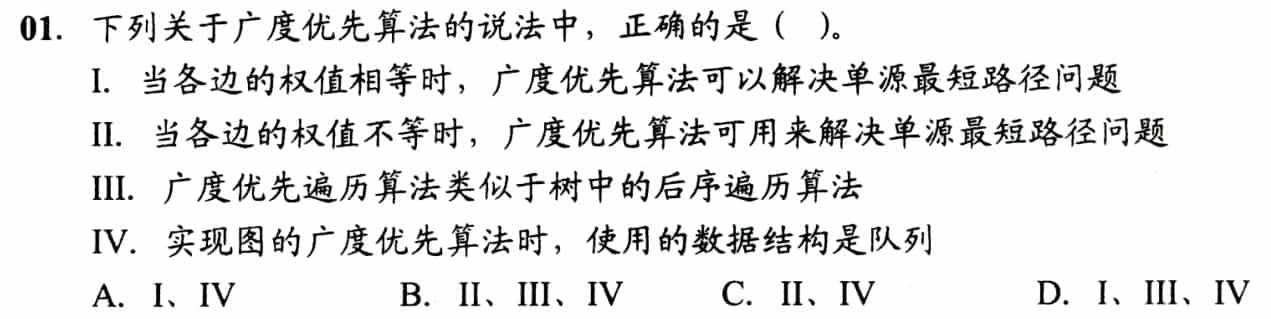 01. 下列关于广度优先算法的说法中，正确的是（ ）。
I. 当各边的权值相等时，广度优先算法可以解决单源最短路径问题
II. 当各边的权值不等时，广度优先算法可用来解决单源最短路径问题
III. 广度优先遍历算法类似于树中的后序遍历算法
IV. 实现图的广度优先算法时，使用的数据结构是队列
A. I、IV B. II、III、IV C. II、IV D. I、III、IV